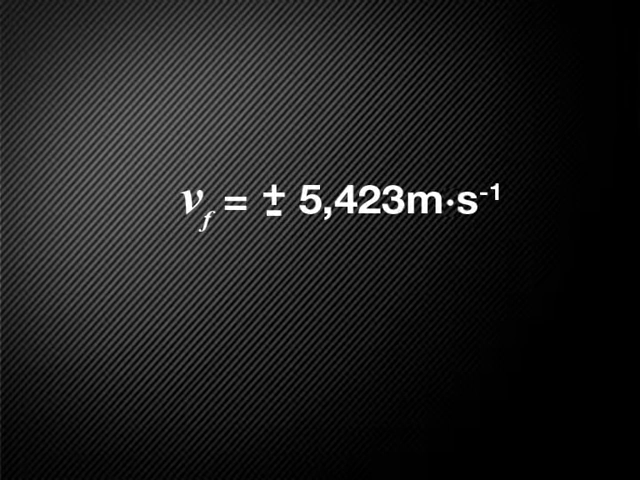 v_f = ± 5,423m·s⁻¹